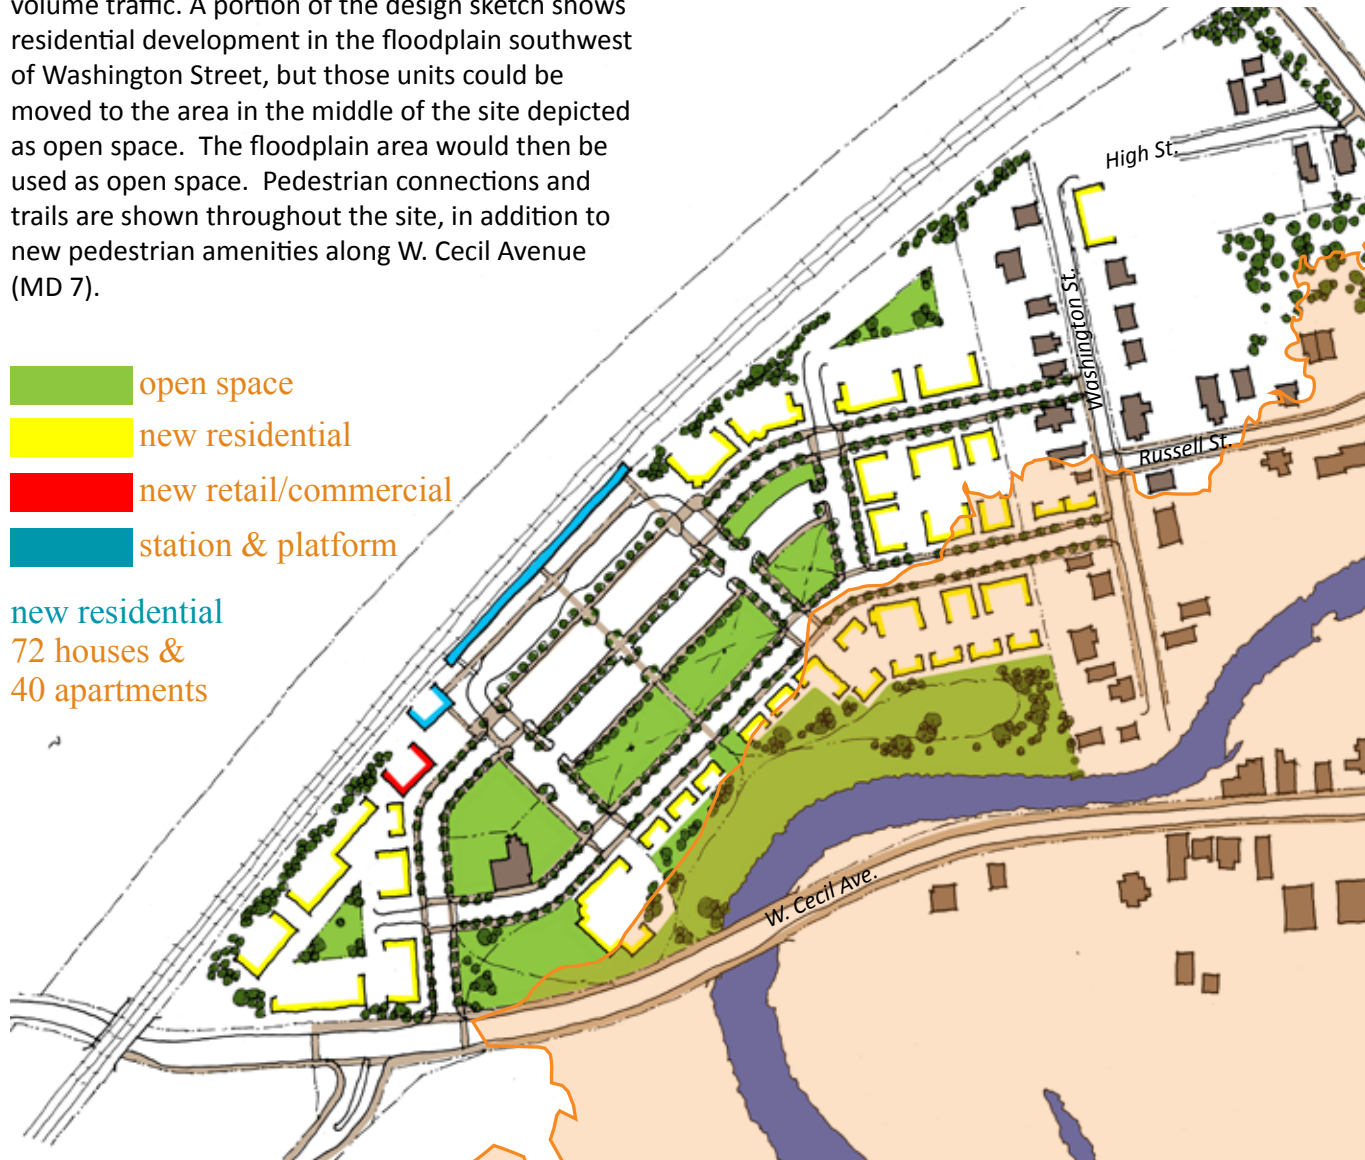 volume traffic. A portion of the design sketch shows
residential development in the floodplain southwest
of Washington Street, but those units could be
moved to the area in the middle of the site depicted
as open space.  The floodplain area would then be
used as open space.  Pedestrian connections and
trails are shown throughout the site, in addition to
new pedestrian amenities along W. Cecil Avenue
(MD 7).
open space
new residential
new retail/commercial
station & platform
new residential
72 houses &
40 apartments
High St.
Washington St.
Russell St.
W. Cecil Ave.